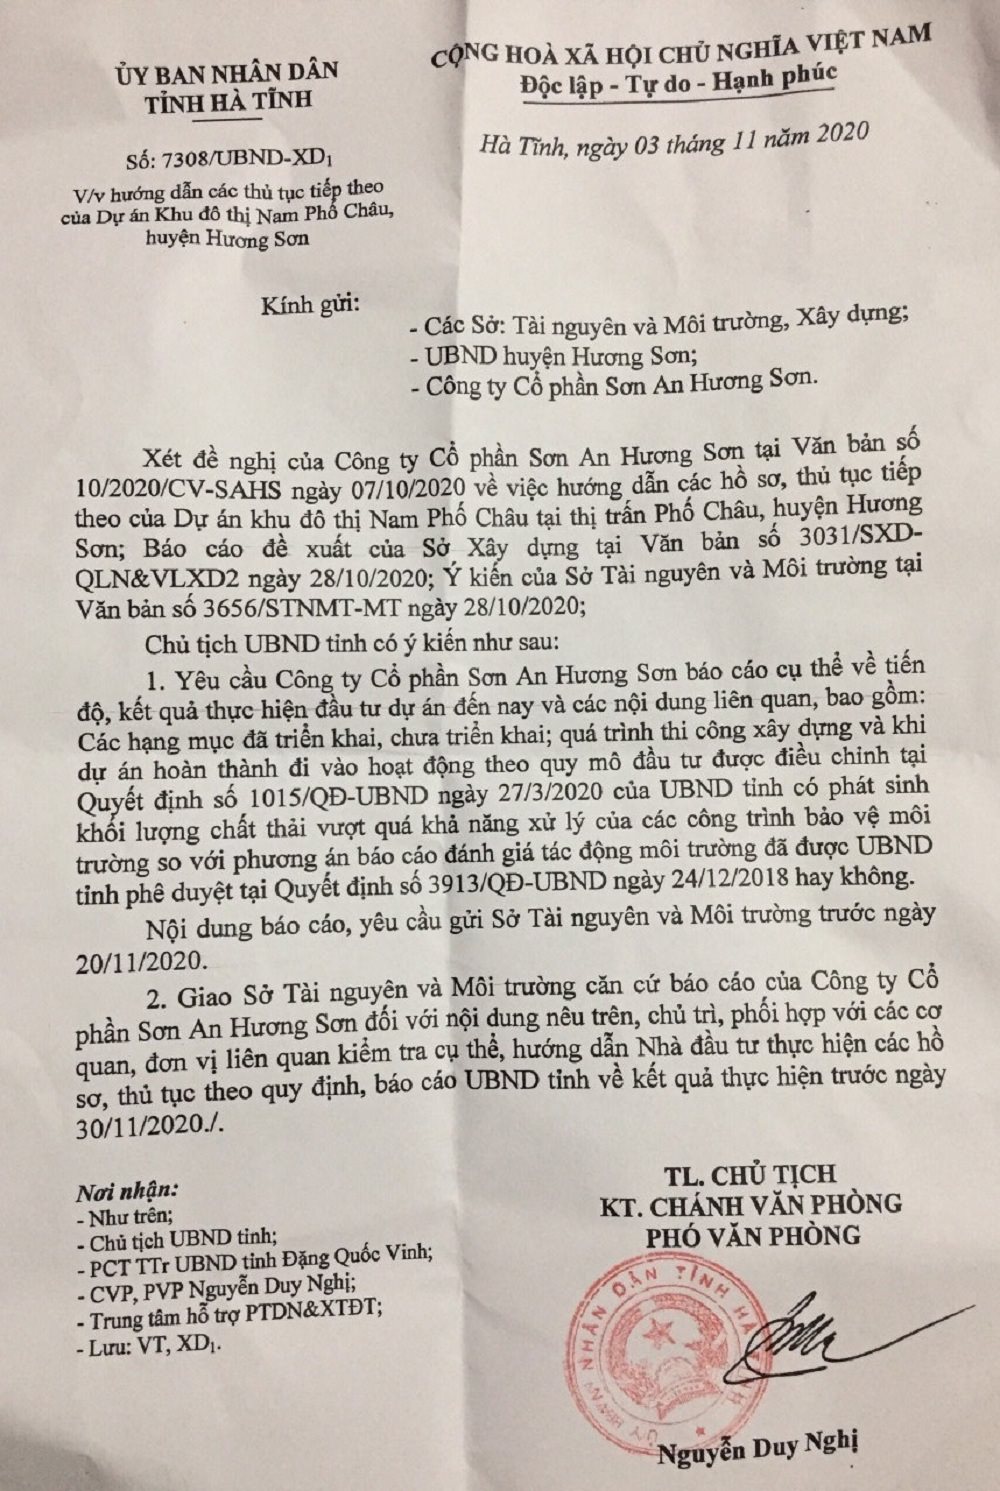 ỦY BAN NHÂN DÂN
TỈNH HÀ TĨNH
Số: 7308/UBND-XD1
V/v hướng dẫn các thủ tục tiếp theo
của Dự án Khu đô thị Nam Phố Châu,
huyện Hương Sơn
CỘNG HOÀ XÃ HỘI CHỦ NGHĨA VIỆT NAM
Độc lập - Tự do - Hạnh phúc
Hà Tĩnh, ngày 03 tháng 11 năm 2020
Kính gửi:
- Các Sở: Tài nguyên và Môi trường, Xây dựng;
- UBND huyện Hương Sơn;
- Công ty Cổ phần Sơn An Hương Sơn.
Xét đề nghị của Công ty Cổ phần Sơn An Hương Sơn tại Văn bản số
10/2020/CV-SAHS ngày 07/10/2020 về việc hướng dẫn các hồ sơ, thủ tục tiếp
theo của Dự án khu đô thị Nam Phố Châu tại thị trấn Phố Châu, huyện Hương
Sơn; Báo cáo đề xuất của Sở Xây dựng tại Văn bản số 3031/SXD-
QLN&VLXD2 ngày 28/10/2020; Ý kiến của Sở Tài nguyên và Môi trường tại
Văn bản số 3656/STNMT-MT ngày 28/10/2020;
Chủ tịch UBND tỉnh có ý kiến như sau:
1. Yêu cầu Công ty Cổ phần Sơn An Hương Sơn báo cáo cụ thể về tiến
độ, kết quả thực hiện đầu tư dự án đến nay và các nội dung liên quan, bao gồm:
Các hạng mục đã triển khai, chưa triển khai; quá trình thi công xây dựng và khi
dự án hoàn thành đi vào hoạt động theo quy mô đầu tư được điều chỉnh tại
Quyết định số 1015/QĐ-UBND ngày 27/3/2020 của UBND tỉnh có phát sinh
khối lượng chất thải vượt quá khả năng xử lý của các công trình bảo vệ môi
trường so với phương án báo cáo đánh giá tác động môi trường đã được UBND
tỉnh phê duyệt tại Quyết định số 3913/QĐ-UBND ngày 24/12/2018 hay không.
Nội dung báo cáo, yêu cầu gửi Sở Tài nguyên và Môi trường trước ngày
20/11/2020.
2. Giao Sở Tài nguyên và Môi trường căn cứ báo cáo của Công ty Cổ
phần Sơn An Hương Sơn đối với nội dung nêu trên, chủ trì, phối hợp với các cơ
quan, đơn vị liên quan kiểm tra cụ thể, hướng dẫn Nhà đầu tư thực hiện các hồ
sơ, thủ tục theo quy định, báo cáo UBND tỉnh về kết quả thực hiện trước ngày
30/11/2020./.
Nơi nhận:
- Như trên;
- Chủ tịch UBND tỉnh;
- PCT TTr UBND tỉnh Đặng Quốc Vinh;
- CVP, PVP Nguyễn Duy Nghị;
- Trung tâm hỗ trợ PTDN&XTĐT;
- Lưu: VT, XD1.
TL. CHỦ TỊCH
KT. CHÁNH VĂN PHÒNG
PHÓ VĂN PHÒNG
ỦY BAN NHÂN DÂN TỈNH HÀ TĨNH
Nguyễn Duy Nghị